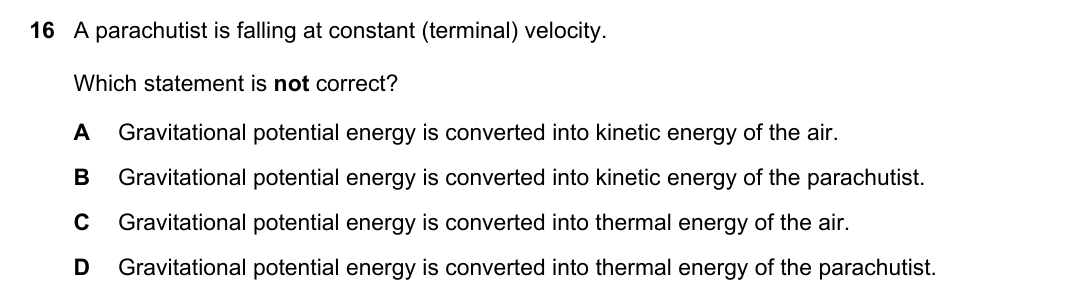 16 A parachutist is falling at constant (terminal) velocity.
Which statement is not correct?
A Gravitational potential energy is converted into kinetic energy of the air.
B Gravitational potential energy is converted into kinetic energy of the parachutist.
C Gravitational potential energy is converted into thermal energy of the air.
D Gravitational potential energy is converted into thermal energy of the parachutist.